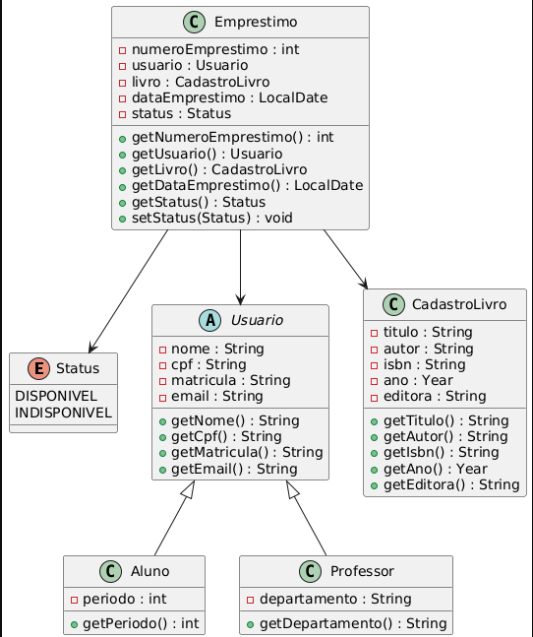 C Emprestimo
numeroEmprestimo : int
usuario : Usuario
livro : CadastroLivro
dataEmprestimo : LocalDate
status : Status
getNumeroEmprestimo() : int
getUsuario() : Usuario
getLivro() : CadastroLivro
getDataEmprestimo() : LocalDate
getStatus() : Status
setStatus(Status) : void
E Status
DISPONIVEL
INDISPONIVEL
A Usuario
nome : String
cpf : String
matricula : String
email : String
getNome() : String
getCpf() : String
getMatricula() : String
getEmail() : String
C CadastroLivro
titulo : String
autor : String
isbn : String
ano : Year
editora : String
getTitulo() : String
getAutor() : String
getIsbn() : String
getAno() : Year
getEditora() : String
C Aluno
periodo : int
getPeriodo() : int
C Professor
departamento : String
getDepartamento() : String